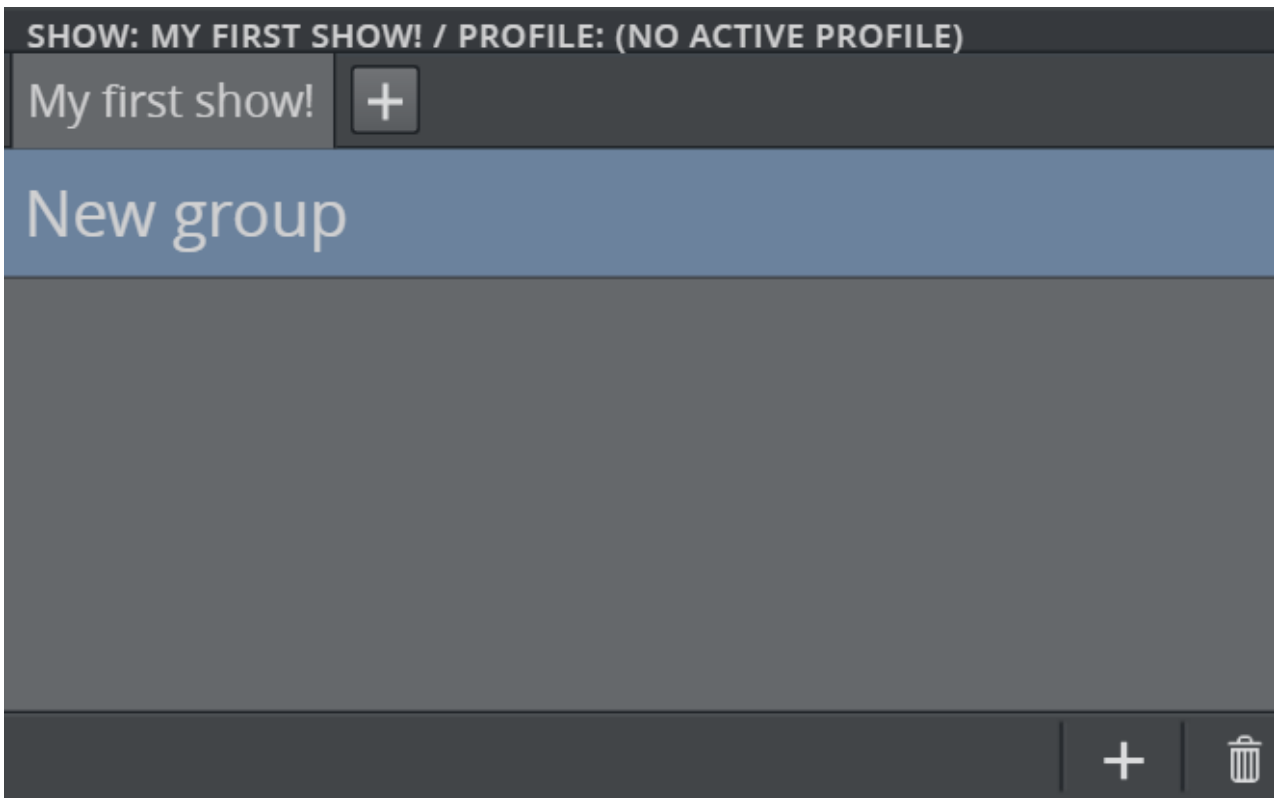 SHOW: MY FIRST SHOW! / PROFILE: (NO ACTIVE PROFILE)
My first show!
New group